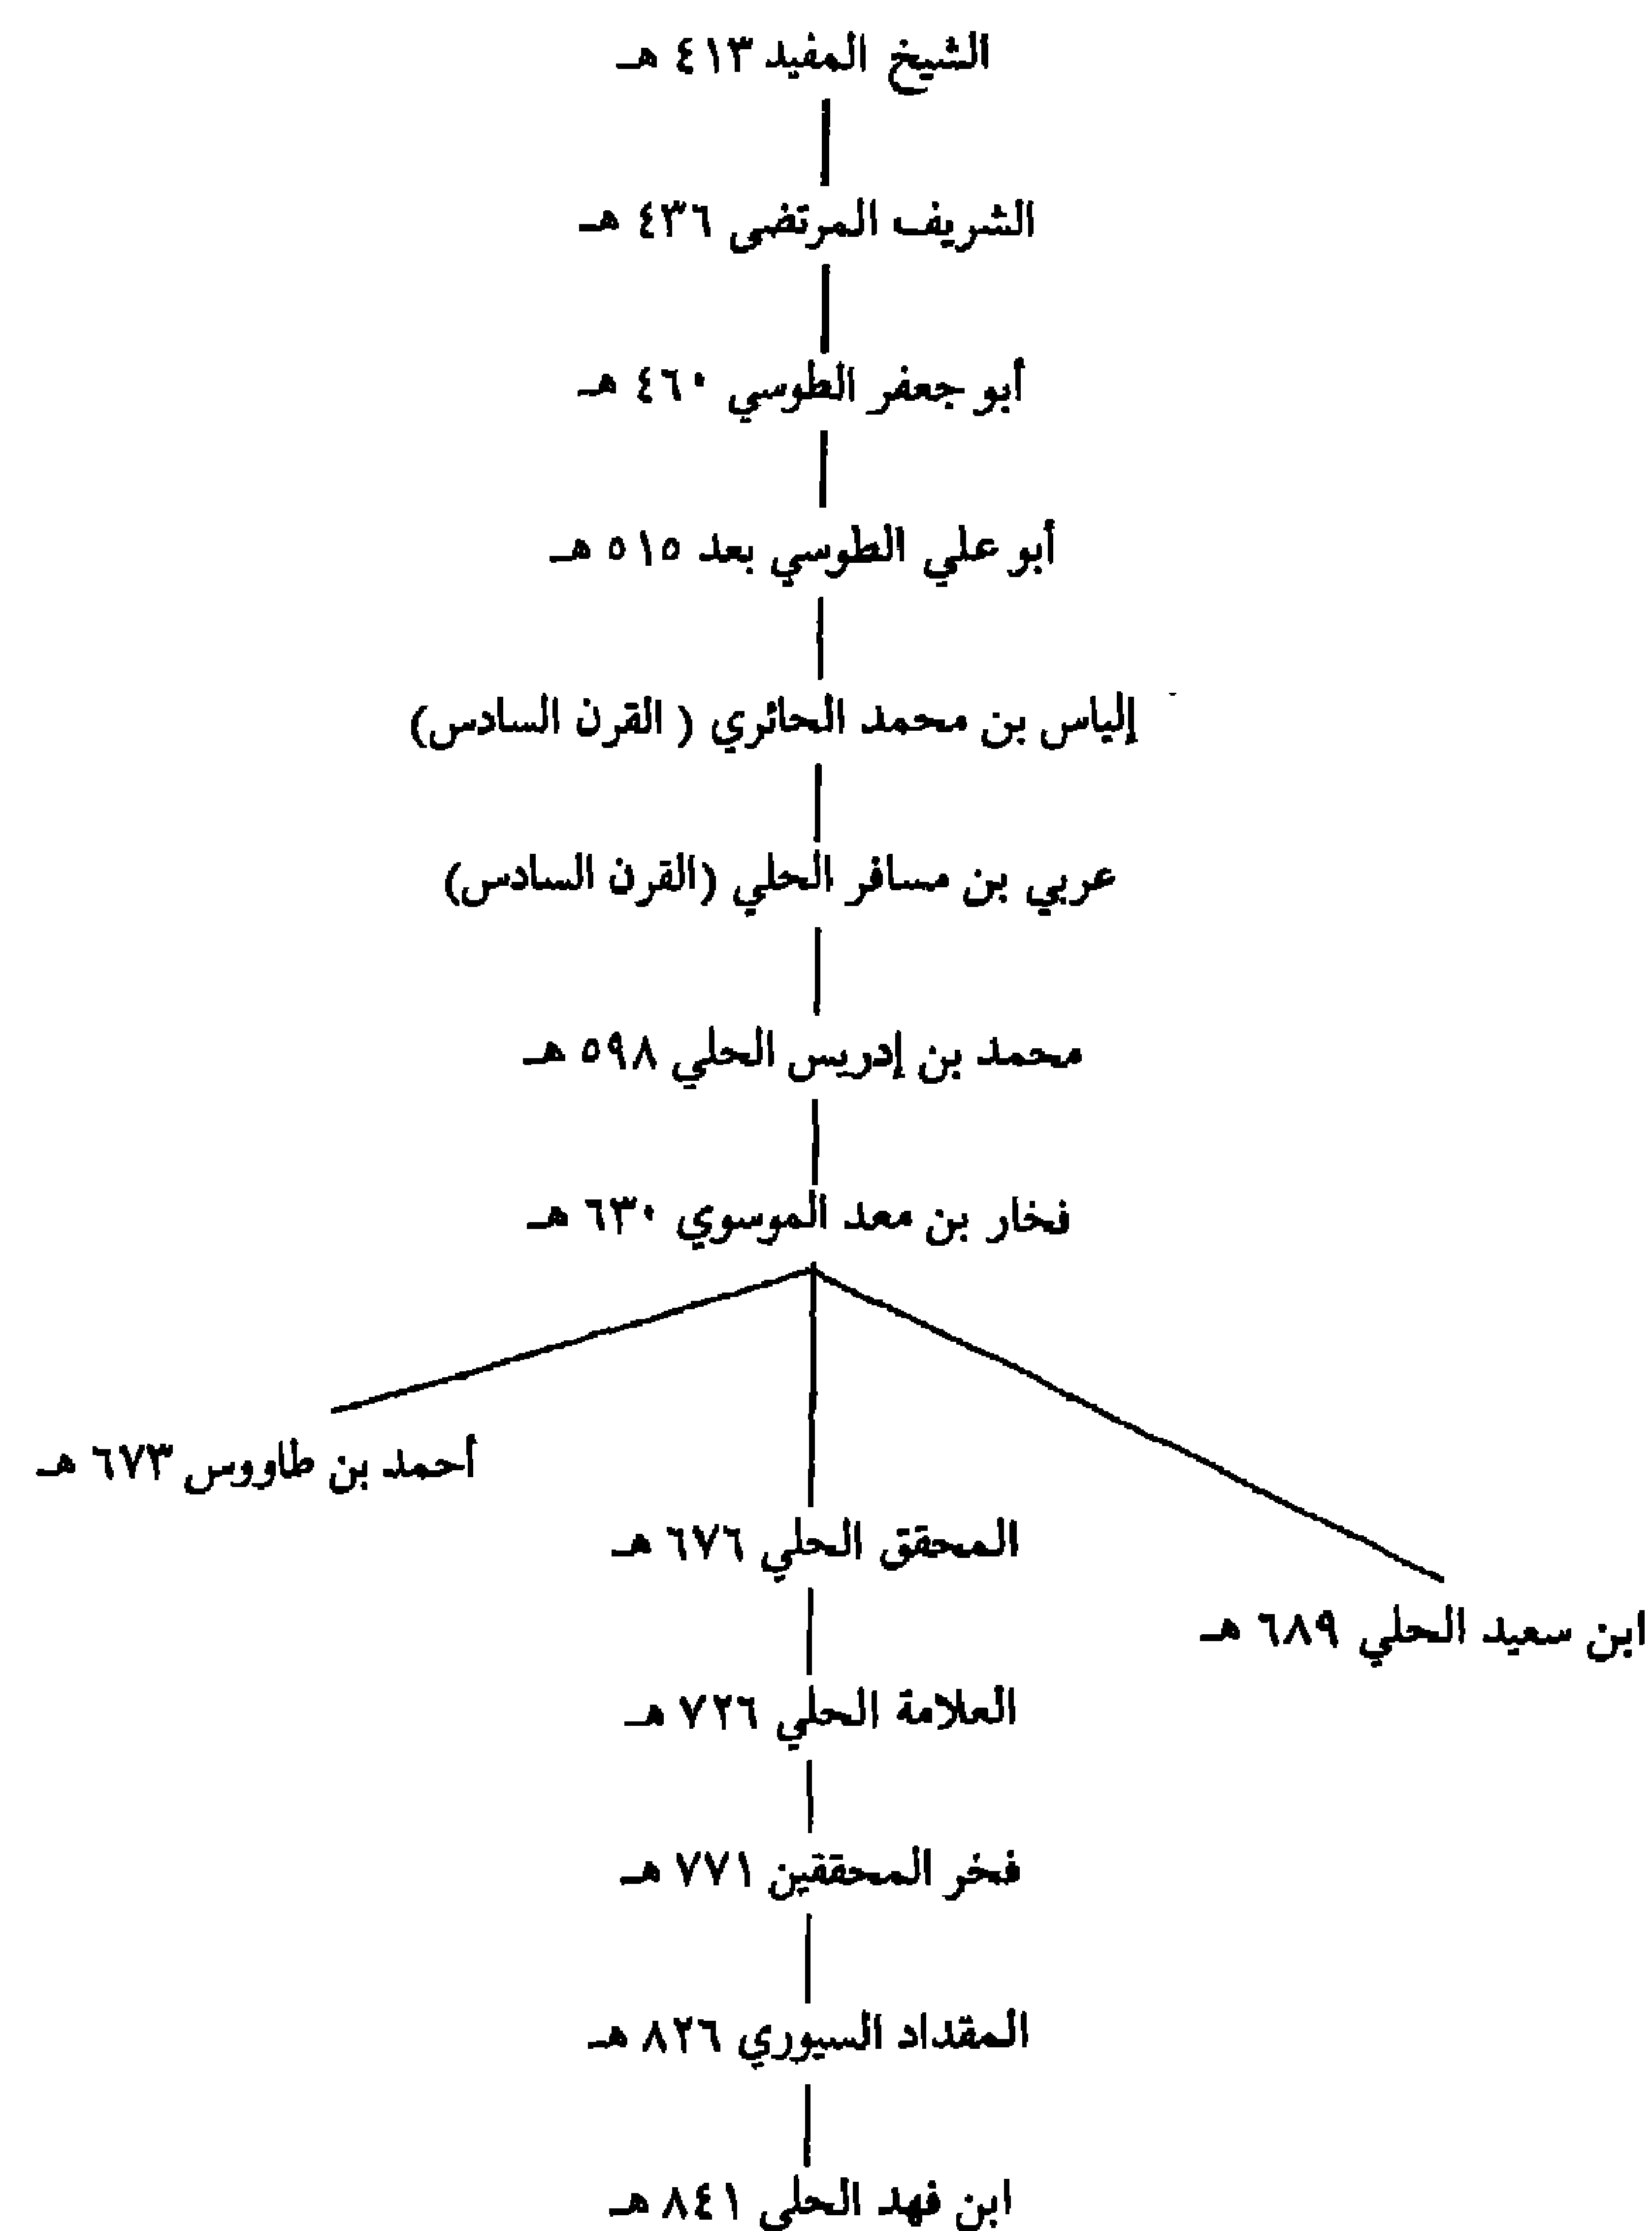 الشيخ المفيد ٤١٣ هـ
الشريف المرتضى ٤٣٦ هـ
أبو جعفر الطوسي ٤٦٠ هـ
أبو علي الطوسي بعد ٥١٥ هـ
إلياس بن محمد الحائري ( القرن السادس)
عربي بن مسافر الحلي (القرن السادس)
محمد بن إدريس الحلي ٥٩٨ هـ
فخار بن معد الموسوي ٦٣٠ هـ
أحمد بن طاووس ٦٧٣ هـ
المحقق الحلي ٦٧٦ هـ
ابن سعيد الحلي ٦٨٩ هـ
العلامة الحلي ٧٢٦ هـ
فخر المحققين ٧٧١ هـ
المقداد السيوري ٨٢٦ هـ
ابن فهد الحلي ٨٤١ هـ